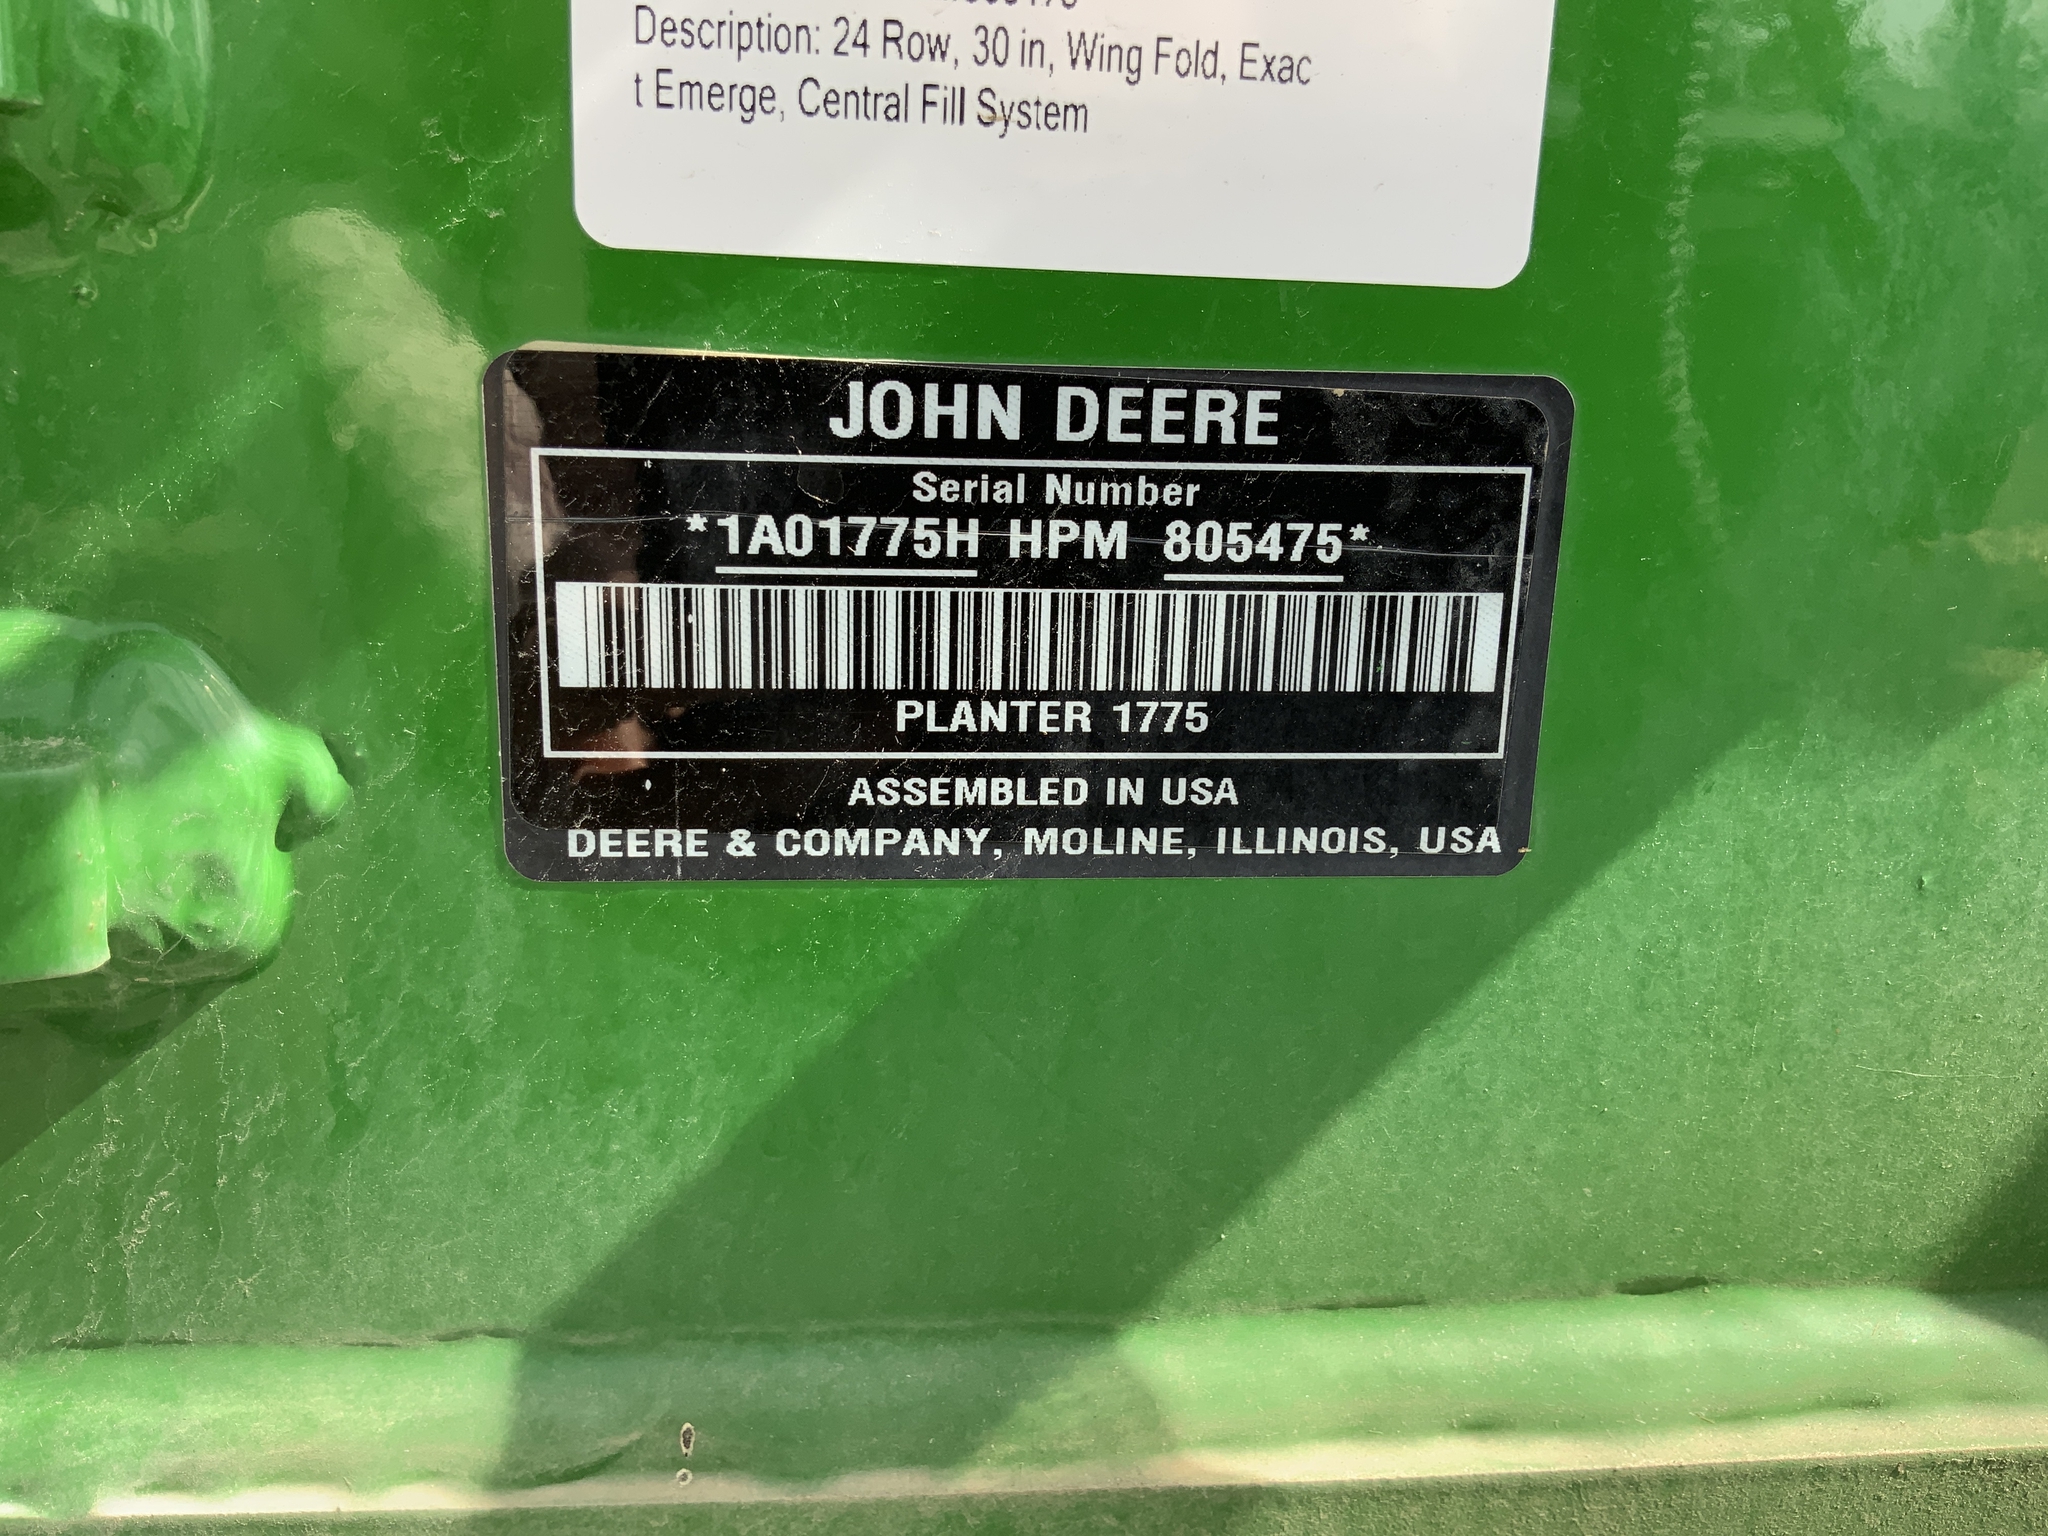 Description: 24 Row, 30 in, Wing Fold, Exac
t Emerge, Central Fill System
JOHN DEERE
Serial Number
*1A01775H HPM 805475*
PLANTER 1775
ASSEMBLED IN USA
DEERE & COMPANY, MOLINE, ILLINOIS, USA